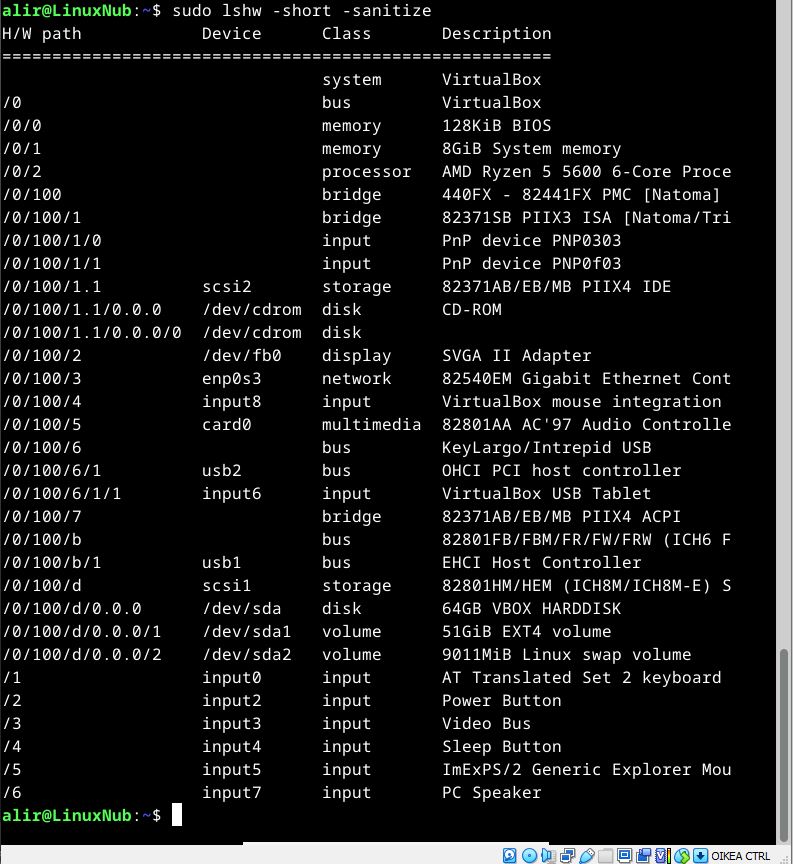 alir@LinuxNub:~$ sudo lshw -short -sanitize
H/W path            Device      Class       Description
=======================================================
                                system      VirtualBox
/0                              bus         VirtualBox
/0/0                            memory      128KiB BIOS
/0/1                            memory      8GiB System memory
/0/2                            processor   AMD Ryzen 5 5600 6-Core Proce
/0/100                          bridge      440FX - 82441FX PMC [Natoma]
/0/100/1                        bridge      82371SB PIIX3 ISA [Natoma/Tri
/0/100/1/0                      input       PnP device PNP0303
/0/100/1/1                      input       PnP device PNP0f03
/0/100/1.1          scsi2       storage     82371AB/EB/MB PIIX4 IDE
/0/100/1.1/0.0.0    /dev/cdrom  disk        CD-ROM
/0/100/1.1/0.0.0/0  /dev/cdrom  disk
/0/100/2            /dev/fb0    display     SVGA II Adapter
/0/100/3            enp0s3      network     82540EM Gigabit Ethernet Cont
/0/100/4            input8      input       VirtualBox mouse integration
/0/100/5            card0       multimedia  82801AA AC'97 Audio Controlle
/0/100/6                        bus         KeyLargo/Intrepid USB
/0/100/6/1          usb2        bus         OHCI PCI host controller
/0/100/6/1/1        input6      input       VirtualBox USB Tablet
/0/100/7                        bridge      82371AB/EB/MB PIIX4 ACPI
/0/100/b                        bus         82801FB/FBM/FR/FW/FRW (ICH6 F
/0/100/b/1          usb1        bus         EHCI Host Controller
/0/100/d            scsi1       storage     82801HM/HEM (ICH8M/ICH8M-E) S
/0/100/d/0.0.0      /dev/sda    disk        64GB VBOX HARDDISK
/0/100/d/0.0.0/1    /dev/sda1   volume      51GiB EXT4 volume
/0/100/d/0.0.0/2    /dev/sda2   volume      9011MiB Linux swap volume
/1                  input0      input       AT Translated Set 2 keyboard
/2                  input2      input       Power Button
/3                  input3      input       Video Bus
/4                  input4      input       Sleep Button
/5                  input5      input       ImExPS/2 Generic Explorer Mou
/6                  input7      input       PC Speaker
alir@LinuxNub:~$
OIKEA CTRL